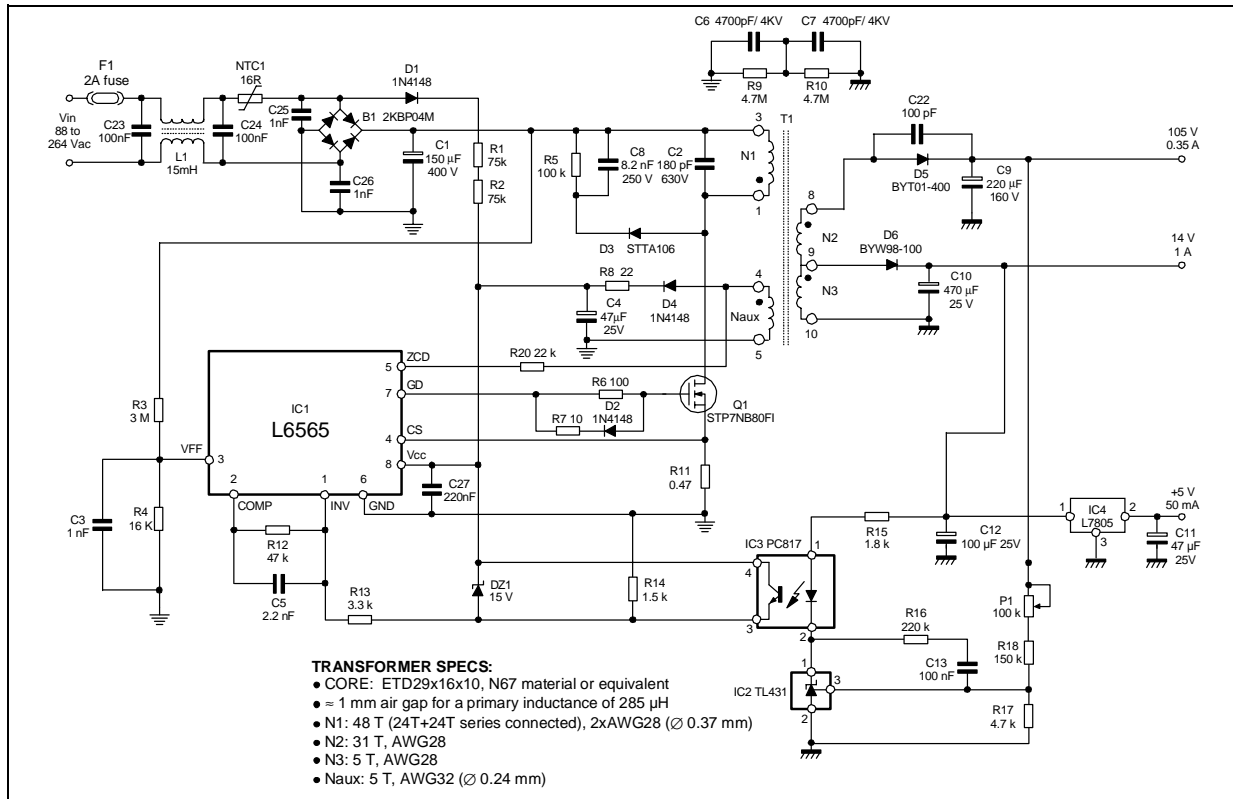 C6 4700pF/ 4KV
C7 4700pF/ 4KV
R9
4.7M
R10
4.7M
F1
2A fuse
NTC1
16R
D1
1N4148
Vin
88 to
264 Vac
C23
100nF
L1
15mH
C24
100nF
C25
1nF
B1
2KBP04M
C26
1nF
C1
150 µF
400 V
R1
75k
R2
75k
R5
100 k
C8
8.2 nF
250 V
C2
180 pF
630V
D3 STTA106
T1
3
N1
1
4
Naux
5
8
N2
9
N3
10
C22
100 pF
D5
BYT01-400
C9
220 µF
160 V
105 V
0.35 A
D6
BYW98-100
C10
470 µF
25 V
14 V
1 A
R8 22
D4
1N4148
C4
47µF
25V
R20 22 k
R6 100
D2
1N4148
R7 10
Q1
STP7NB80FI
R11
0.47
IC1
L6565
5 ZCD
7 GD
4 CS
8 Vcc
VFF 3
2 COMP
1 INV
6 GND
R3
3 M
R4
16 K
C3
1 nF
C27
220nF
R12
47 k
C5
2.2 nF
R13
3.3 k
DZ1
15 V
R14
1.5 k
IC3 PC817
1
4
3
2
R15
1.8 k
C12
100 µF 25V
1
IC4
L7805
2
3
+5 V
50 mA
C11
47 µF
25V
P1
100 k
R16
220 k
R18
150 k
C13
100 nF
IC2 TL431
1
3
2
R17
4.7 k
TRANSFORMER SPECS:
• CORE: ETD29x16x10, N67 material or equivalent
• ≈ 1 mm air gap for a primary inductance of 285 µH
• N1: 48 T (24T+24T series connected), 2xAWG28 (∅ 0.37 mm)
• N2: 31 T, AWG28
• N3: 5 T, AWG28
• Naux: 5 T, AWG32 (∅ 0.24 mm)